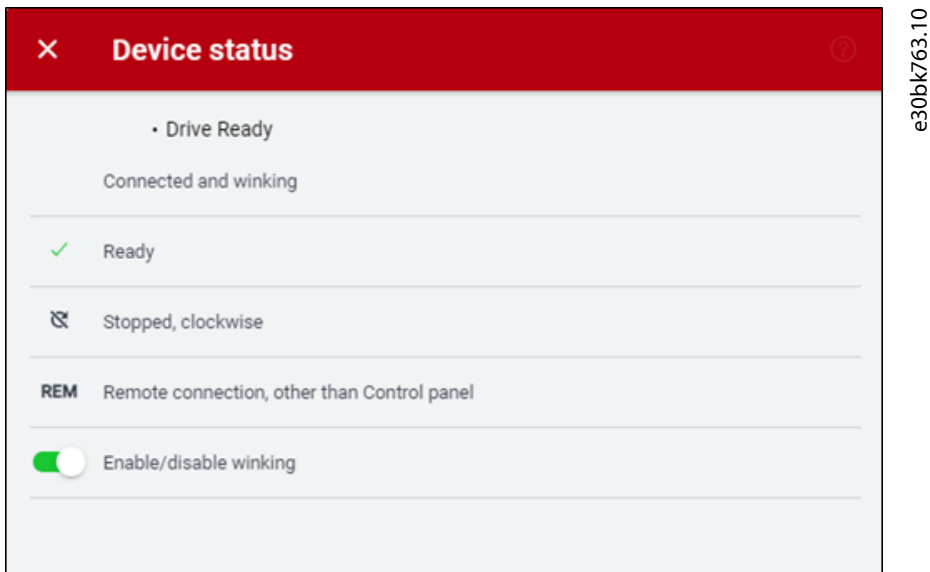 Device status
• Drive Ready
Connected and winking
Ready
Stopped, clockwise
REM Remote connection, other than Control panel
Enable/disable winking
e30bk763.10